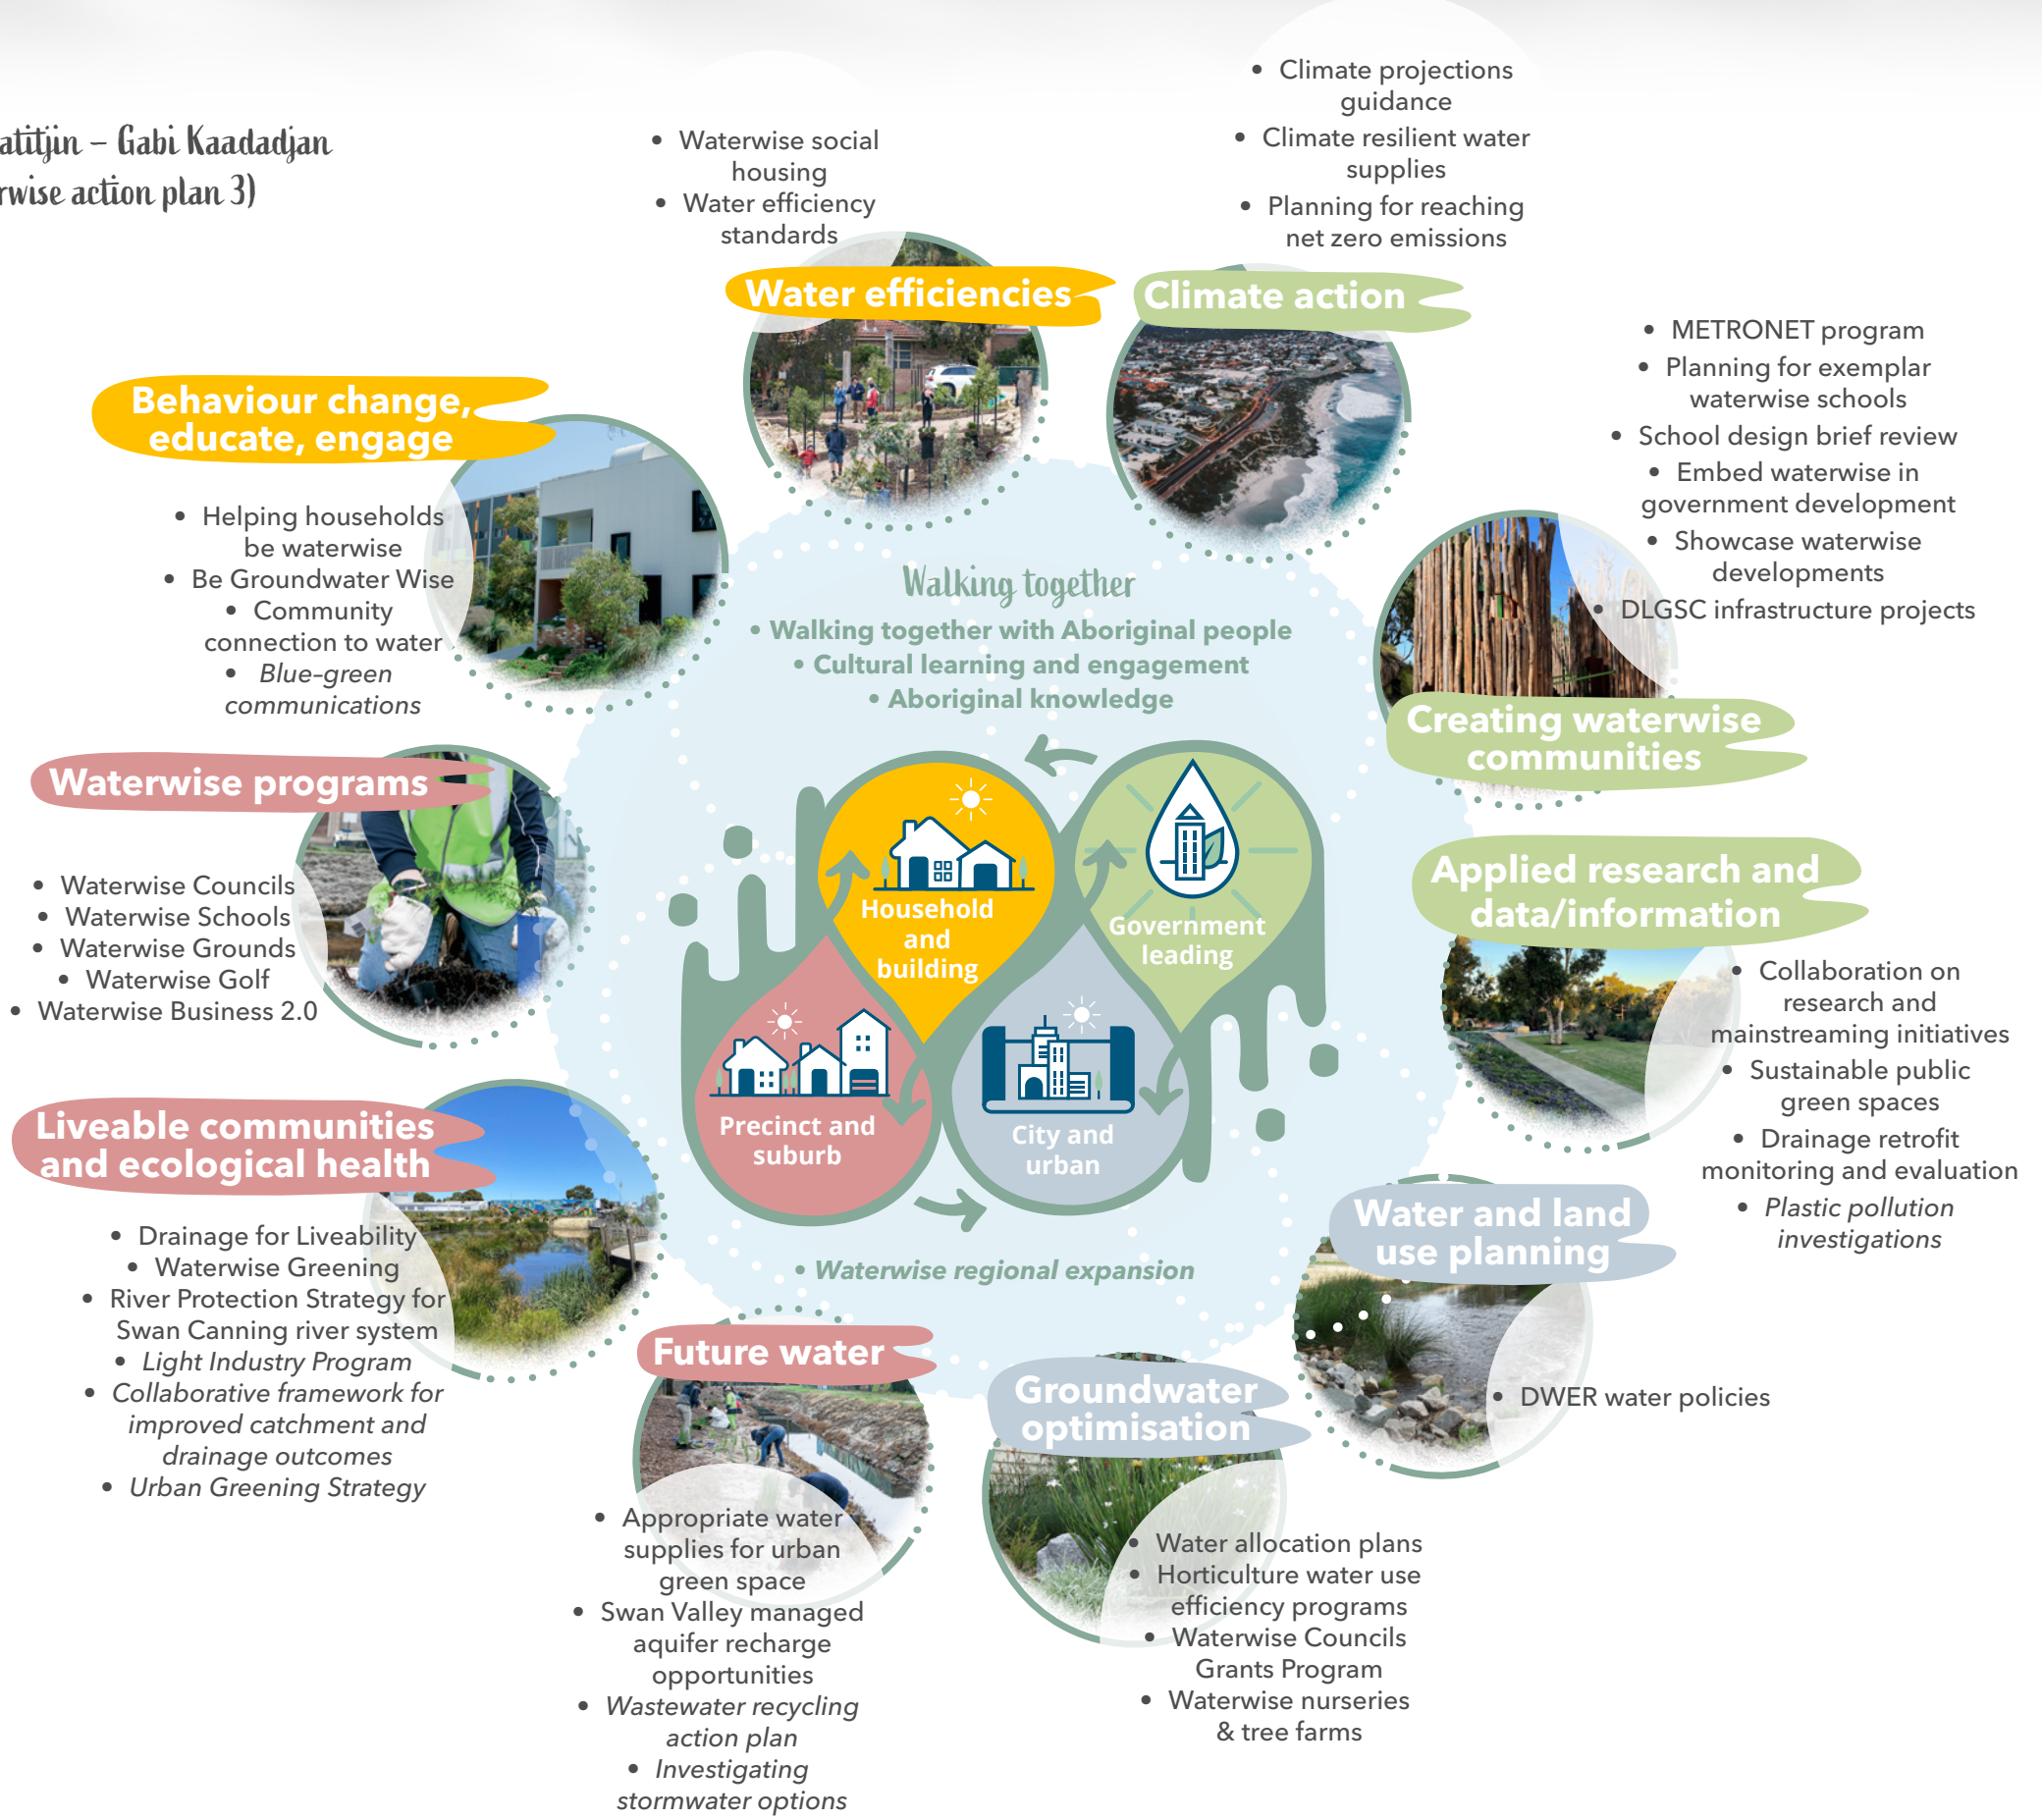 – Gabi Kaadadjan
action plan 3)
• Waterwise social
housing
• Water efficiency
standards
Water efficiencies
• Climate projections
guidance
• Climate resilient water
supplies
• Planning for reaching
net zero emissions
Climate action
• METRONET program
• Planning for exemplar
waterwise schools
• School design brief review
• Embed waterwise in
government development
• Showcase waterwise
developments
• DLGSC infrastructure projects
Creating waterwise
communities
Behaviour change,
educate, engage
• Helping households
be waterwise
• Be Groundwater Wise
• Community
connection to water
• Blue–green
communications
Walking together
• Walking together with Aboriginal people
• Cultural learning and engagement
• Aboriginal knowledge
Waterwise programs
• Waterwise Councils
• Waterwise Schools
• Waterwise Grounds
• Waterwise Golf
• Waterwise Business 2.0
Household
and
building
Government
leading
Precinct and
suburb
City and
urban
• Waterwise regional expansion
Applied research and
data/information
• Collaboration on
research and
mainstreaming initiatives
• Sustainable public
green spaces
• Drainage retrofit
monitoring and evaluation
• Plastic pollution
investigations
Liveable communities
and ecological health
• Drainage for Liveability
• Waterwise Greening
• River Protection Strategy for
Swan Canning river system
• Light Industry Program
• Collaborative framework for
improved catchment and
drainage outcomes
• Urban Greening Strategy
Water and land
use planning
• DWER water policies
Future water
• Appropriate water
supplies for urban
green space
• Swan Valley managed
aquifer recharge
opportunities
• Wastewater recycling
action plan
• Investigating
stormwater options
Groundwater
optimisation
• Water allocation plans
• Horticulture water use
efficiency programs
• Waterwise Councils
Grants Program
• Waterwise nurseries
& tree farms